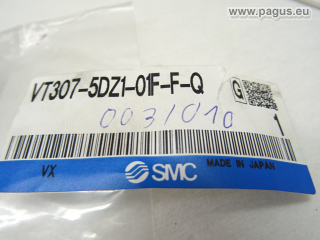 © www.pagus.eu
VT307-5DZ1-01F-F-Q
G
0031010
1
VX
SMC
MADE IN JAPAN